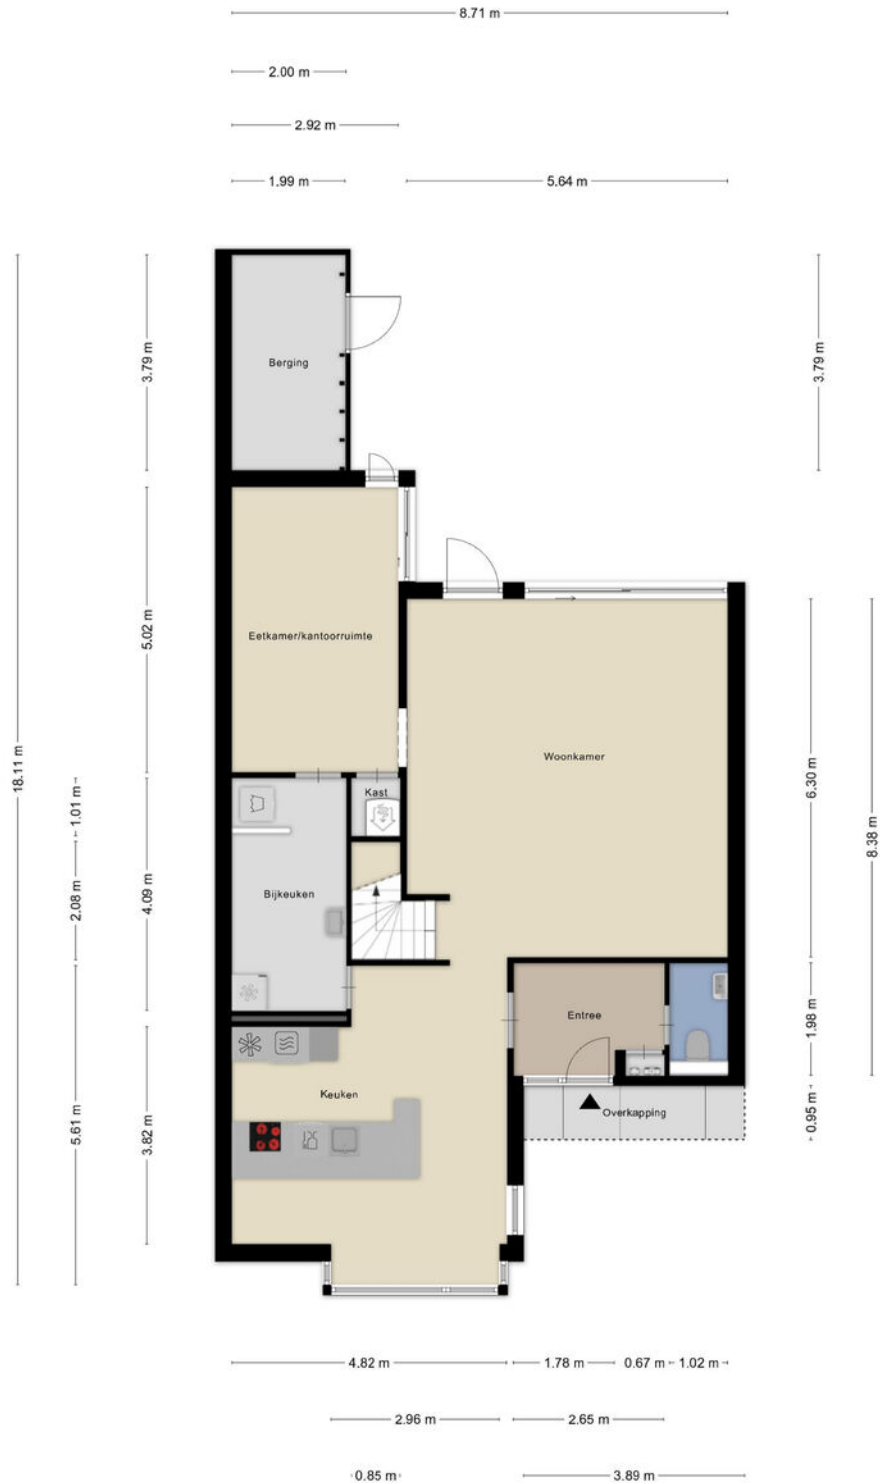 8.71 m
2.00 m
2.92 m
1.99 m
5.64 m
3.79 m
3.79 m
Berging
5.02 m
Eetkamer/kantoorruimte
18.11 m
Woonkamer
6.30 m
8.38 m
1.01 m
Kast
2.08 m
4.09 m
Bijkeuken
Entree
1.98 m
Keuken
Overkapping
0.95 m
5.61 m
3.82 m
4.82 m
1.78 m
0.67 m
1.02 m
2.96 m
2.65 m
0.85 m
3.89 m